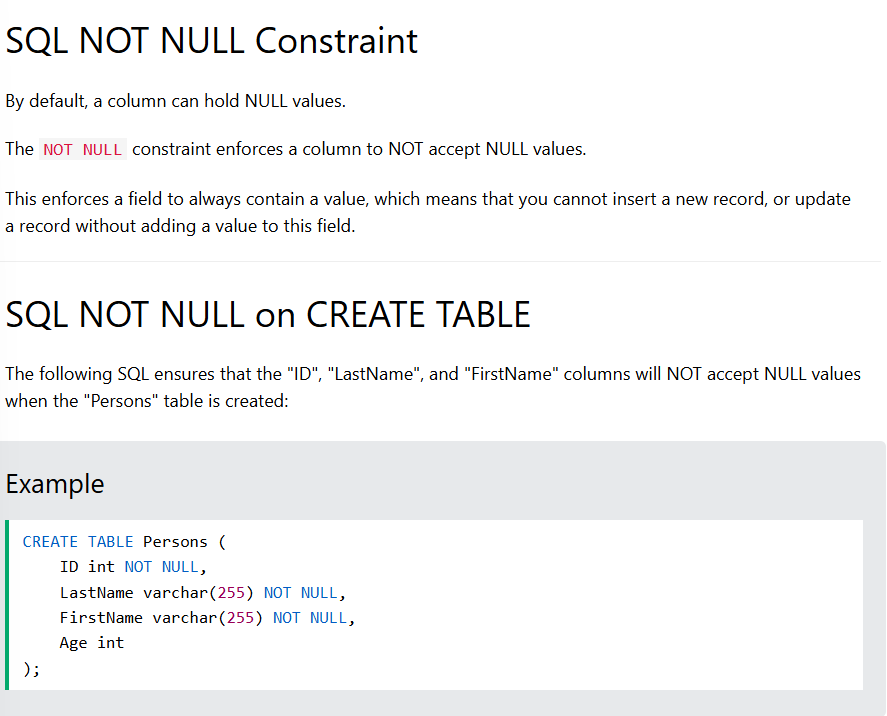 SQL NOT NULL Constraint
By default, a column can hold NULL values.
The NOT NULL constraint enforces a column to NOT accept NULL values.
This enforces a field to always contain a value, which means that you cannot insert a new record, or update
a record without adding a value to this field.
SQL NOT NULL on CREATE TABLE
The following SQL ensures that the "ID", "LastName", and "FirstName" columns will NOT accept NULL values
when the "Persons" table is created:
Example
CREATE TABLE Persons (
    ID int NOT NULL,
    LastName varchar(255) NOT NULL,
    FirstName varchar(255) NOT NULL,
    Age int
);